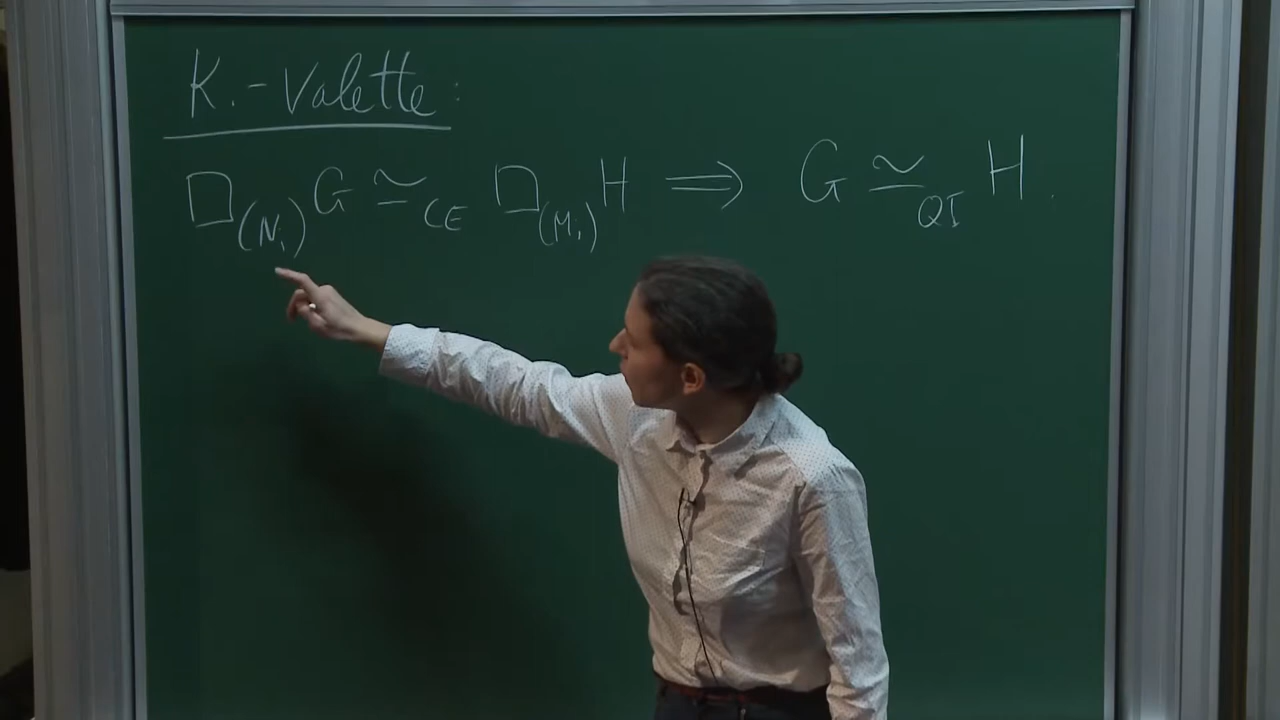 K. - Valette:
□_(N_i) G ≃_CE □_(M_i) H ⟹ G ≃_QI H.